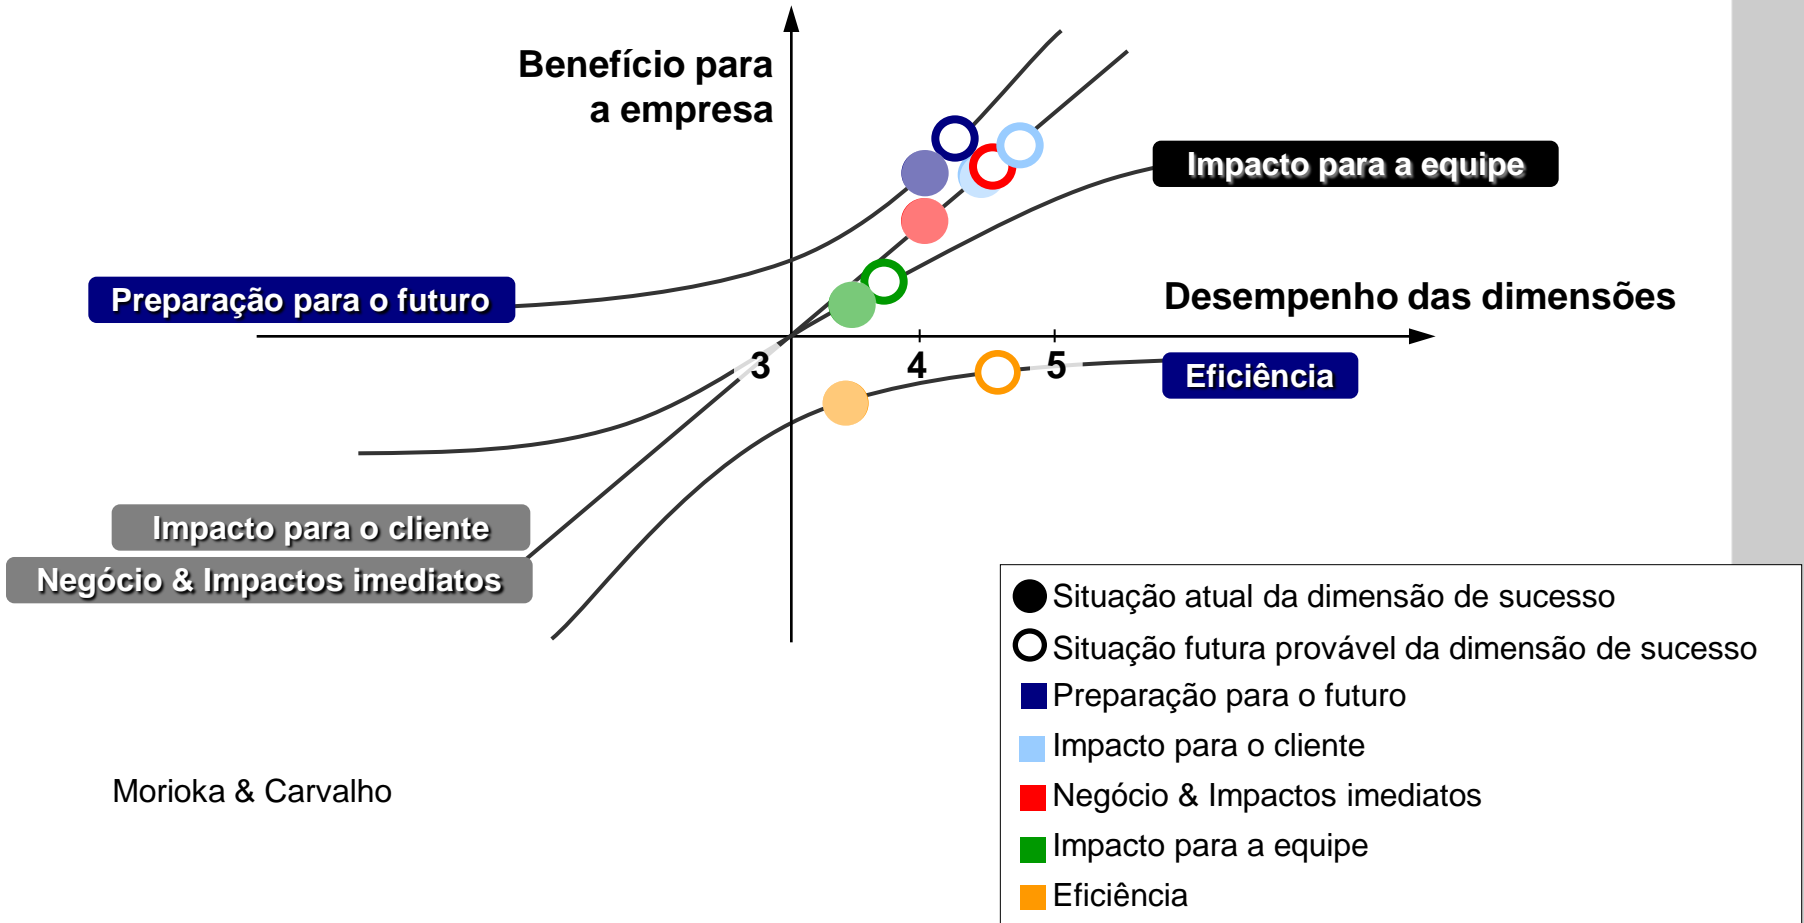 Benefício para
a empresa
Impacto para a equipe
Preparação para o futuro
Desempenho das dimensões
3
4
5
Eficiência
Impacto para o cliente
Negócio & Impactos imediatos
Situação atual da dimensão de sucesso
Situação futura provável da dimensão de sucesso
Preparação para o futuro
Impacto para o cliente
Negócio & Impactos imediatos
Impacto para a equipe
Eficiência
Morioka & Carvalho